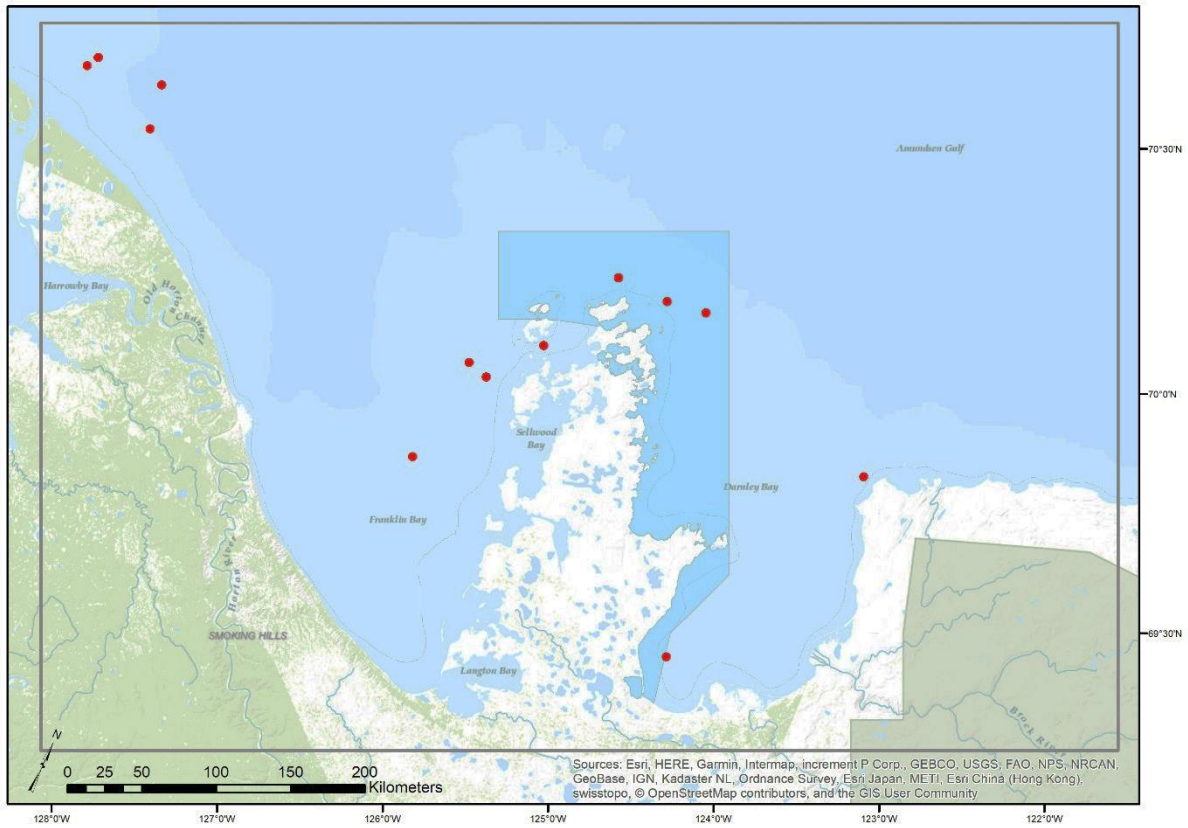 Amundsen Gulf
70°30'N
Harrowby Bay
Old Horton Channel
70°0'N
Sellwood
Bay
Darnley Bay
Franklin Bay
Horton River
SMOKING HILLS
69°30'N
Langton Bay
Brock River
N
0 25 50 100 150 200
Kilometers
Sources: Esri, HERE, Garmin, Intermap, increment P Corp., GEBCO, USGS, FAO, NPS, NRCAN,
GeoBase, IGN, Kadaster NL, Ordnance Survey, Esri Japan, METI, Esri China (Hong Kong),
swisstopo, © OpenStreetMap contributors, and the GIS User Community
128°0'W 127°0'W 126°0'W 125°0'W 124°0'W 123°0'W 122°0'W